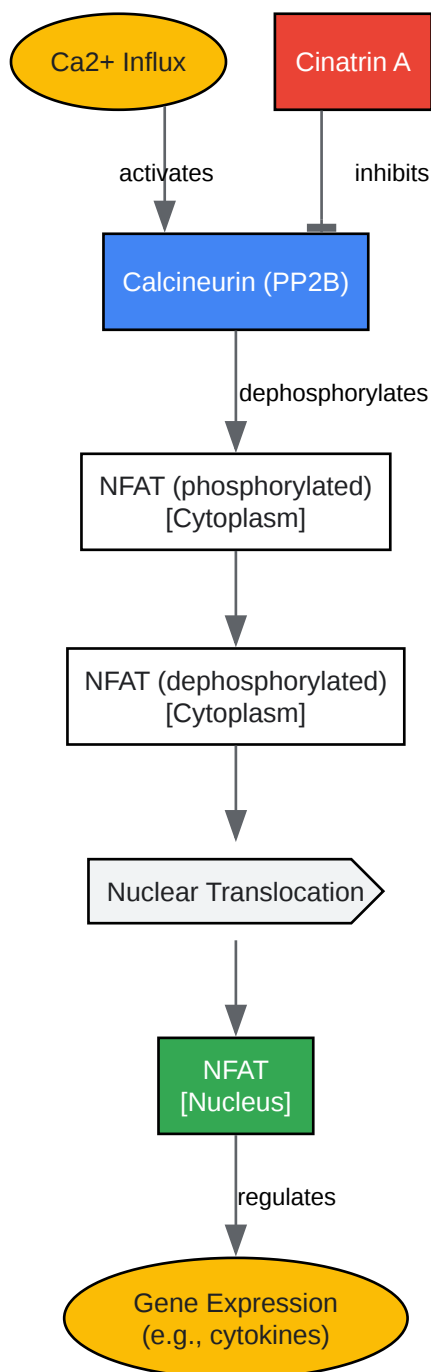 Ca2+ Influx
Cinatrin A
activates
inhibits
Calcineurin (PP2B)
dephosphorylates
NFAT (phosphorylated)
[Cytoplasm]
NFAT (dephosphorylated)
[Cytoplasm]
Nuclear Translocation
NFAT
[Nucleus]
regulates
Gene Expression
(e.g., cytokines)